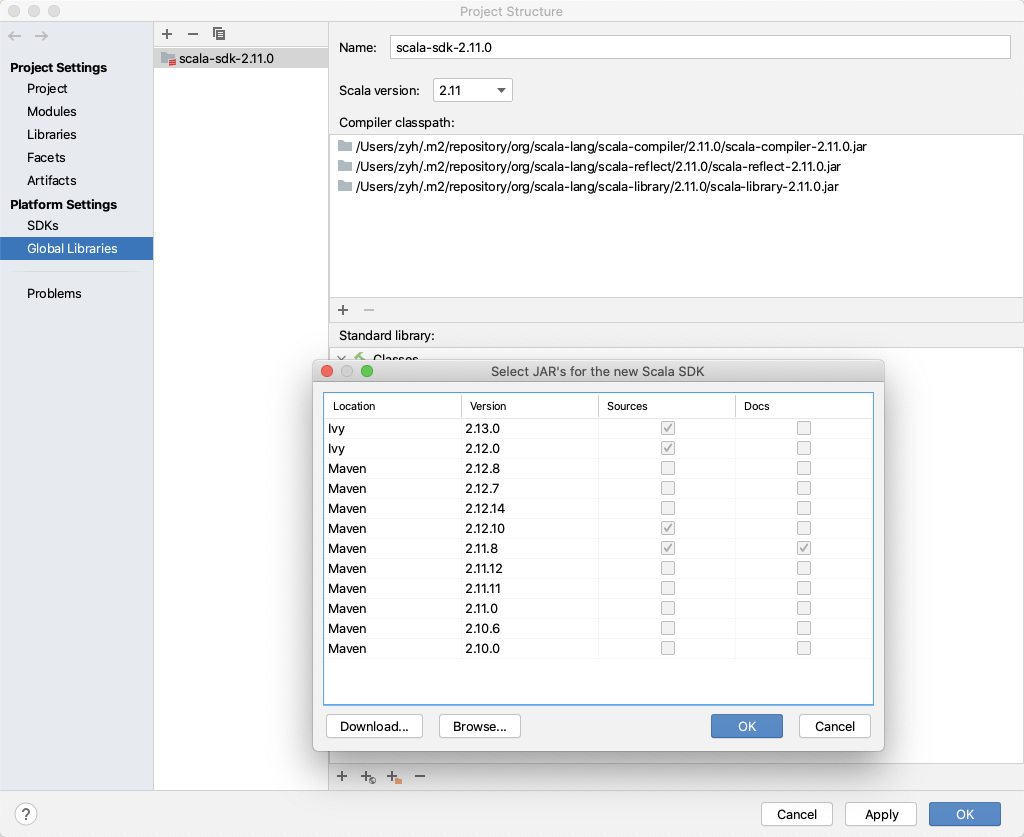 Project Structure
Project Settings
Project
Modules
Libraries
Facets
Artifacts
Platform Settings
SDKs
Global Libraries
Problems
scala-sdk-2.11.0
Name: scala-sdk-2.11.0
Scala version: 2.11
Compiler classpath:
/Users/zyh/.m2/repository/org/scala-lang/scala-compiler/2.11.0/scala-compiler-2.11.0.jar
/Users/zyh/.m2/repository/org/scala-lang/scala-reflect/2.11.0/scala-reflect-2.11.0.jar
/Users/zyh/.m2/repository/org/scala-lang/scala-library/2.11.0/scala-library-2.11.0.jar
Standard library:
Classes
Select JAR's for the new Scala SDK
Location Version Sources Docs
Ivy 2.13.0
Ivy 2.12.0
Maven 2.12.8
Maven 2.12.7
Maven 2.12.14
Maven 2.12.10
Maven 2.11.8
Maven 2.11.12
Maven 2.11.11
Maven 2.11.0
Maven 2.10.6
Maven 2.10.0
Download... Browse... OK Cancel
? Cancel Apply OK